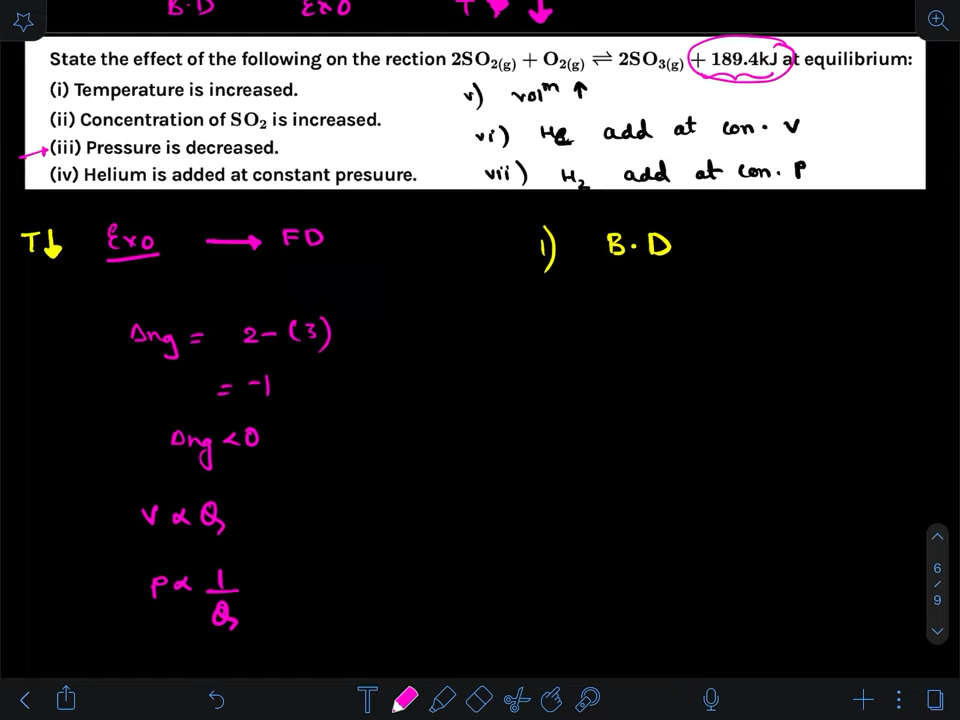 B.D Exo T ↓
State the effect of the following on the rection 2SO₂(g) + O₂(g) ⇌ 2SO₃(g) + 189.4kJ at equilibrium:
(i) Temperature is increased.
(ii) Concentration of SO₂ is increased.
(iii) Pressure is decreased.
(iv) Helium is added at constant presuure.
v) volᵐ ↑
vi) He add at con. V
vii) H₂ add at con. P
T↓ Exo → FD
i) B.D
Δng = 2-(3)
= -1
Δng < 0
V ∝ Q
P ∝ 1/Q
6/9
T